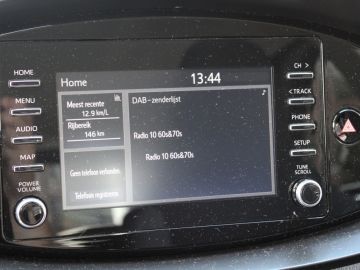 HOME
MENU
AUDIO
MAP
POWER
VOLUME
Home
13:44
Meest recente
12.9 km/L
Rijbereik
146 km
Geen telefoon verbonden
Telefoon registreren
DAB-zenderlijst
Radio 10 60s&70s
Radio 10 60s&70s
CH >
< TRACK
PHONE
SETUP
TUNE
SCROLL